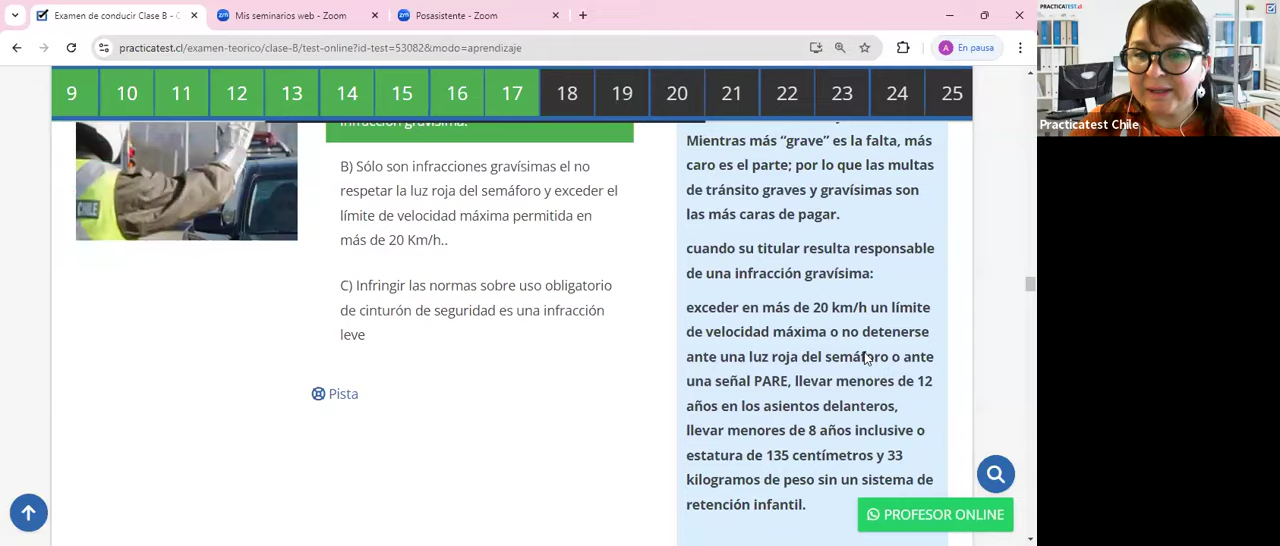 Examen de conducir Clase B - C
Mis seminarios web - Zoom
Posasistente - Zoom
practicatest.cl/examen-teorico/clase-B/test-online?id-test=53082&modo=aprendizaje
A En pausa
9 10 11 12 13 14 15 16 17 18 19 20 21 22 23 24 25
infracción gravísima.
B) Sólo son infracciones gravísimas el no
respetar la luz roja del semáforo y exceder el
límite de velocidad máxima permitida en
más de 20 Km/h..
C) Infringir las normas sobre uso obligatorio
de cinturón de seguridad es una infracción
leve
Pista
CHILE
Mientras más “grave” es la falta, más
caro es el parte; por lo que las multas
de tránsito graves y gravísimas son
las más caras de pagar.
cuando su titular resulta responsable
de una infracción gravísima:
exceder en más de 20 km/h un límite
de velocidad máxima o no detenerse
ante una luz roja del semáforo o ante
una señal PARE, llevar menores de 12
años en los asientos delanteros,
llevar menores de 8 años inclusive o
estatura de 135 centímetros y 33
kilogramos de peso sin un sistema de
retención infantil.
PROFESOR ONLINE
PRACTICATEST.CL
Practicatest Chile